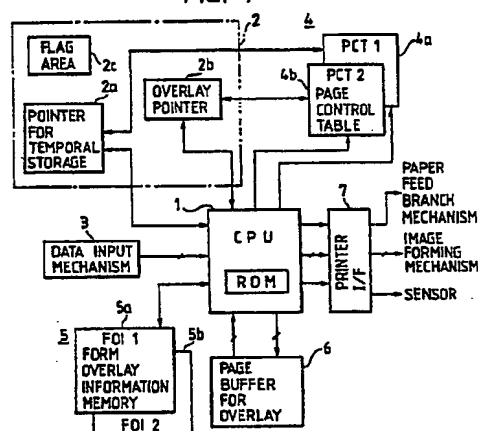 2
4
FLAG
AREA
2c
2b
OVERLAY
POINTER
2a
POINTER
FOR
TEMPORAL
STORAGE
PCT 1
4a
4b
PCT 2
PAGE
CONTROL
TABLE
1
CPU
ROM
3
DATA INPUT
MECHANISM
7
PRINTER
I/F
PAPER
FEED
BRANCH
MECHANISM
IMAGE
FORMING
MECHANISM
SENSOR
5
5a
5b
FOI 1
FORM
OVERLAY
INFORMATION
MEMORY
FOI 2
PAGE
BUFFER
FOR
OVERLAY
6